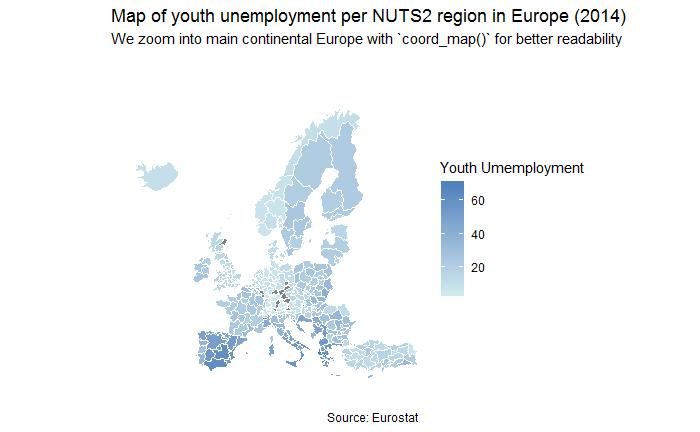 Map of youth unemployment per NUTS2 region in Europe (2014)
We zoom into main continental Europe with `coord_map()` for better readability
Youth Umemployment
60
40
20
Source: Eurostat